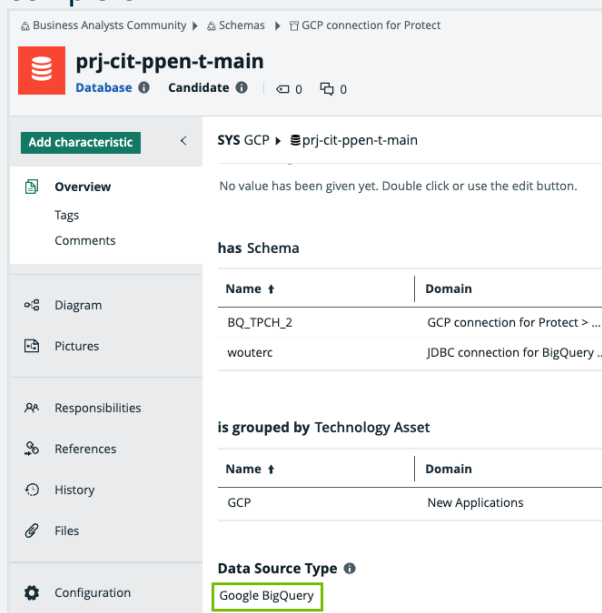 Business Analysts Community ▸ Schemas ▸ GCP connection for Protect
prj-cit-ppen-t-main
Database Candidate 0 0
Add characteristic <
SYS GCP ▸ prj-cit-ppen-t-main
Overview
No value has been given yet. Double click or use the edit button.
Tags
Comments
has Schema
Name ↑ Domain
BQ_TPCH_2 GCP connection for Protect > ...
wouterc JDBC connection for BigQuery ..
Diagram
Pictures
Responsibilities
References
History
Files
Configuration
is grouped by Technology Asset
Name ↑ Domain
GCP New Applications
Data Source Type
Google BigQuery